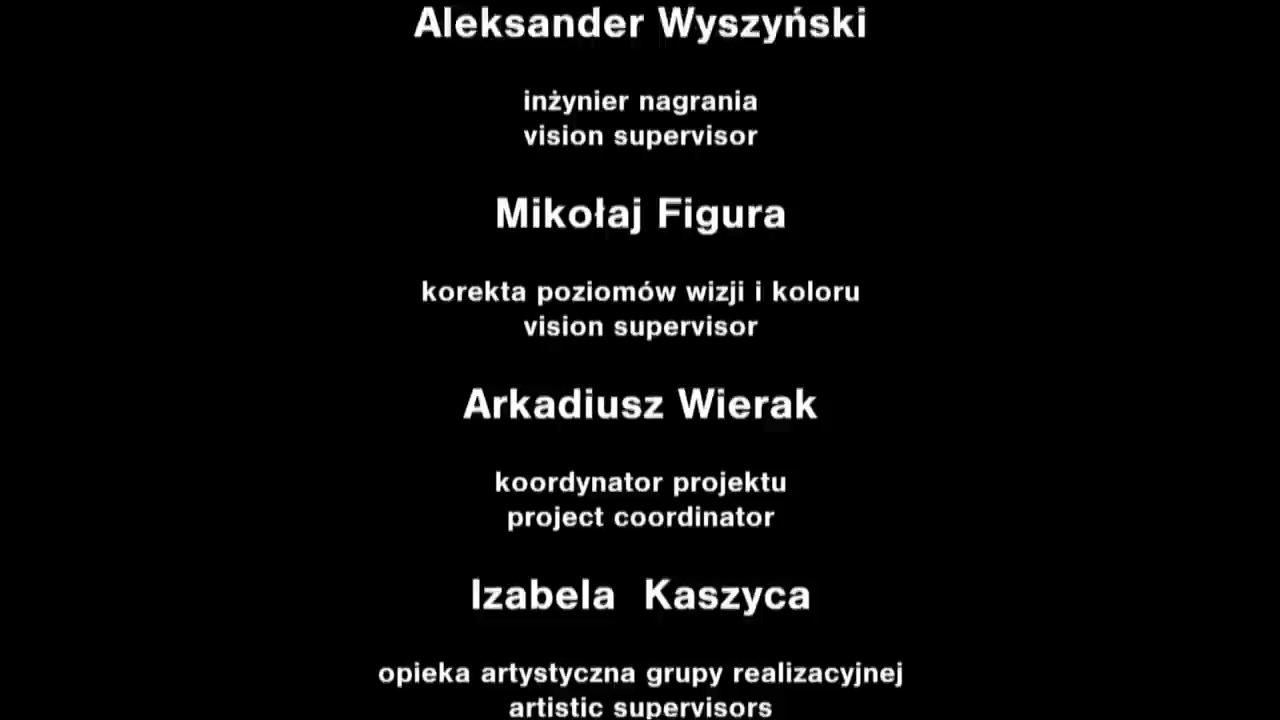 Aleksander Wyszyński
inżynier nagrania
vision supervisor
Mikołaj Figura
korekta poziomów wizji i koloru
vision supervisor
Arkadiusz Wierak
koordynator projektu
project coordinator
Izabela Kaszyca
opieka artystyczna grupy realizacyjnej
artistic supervisors